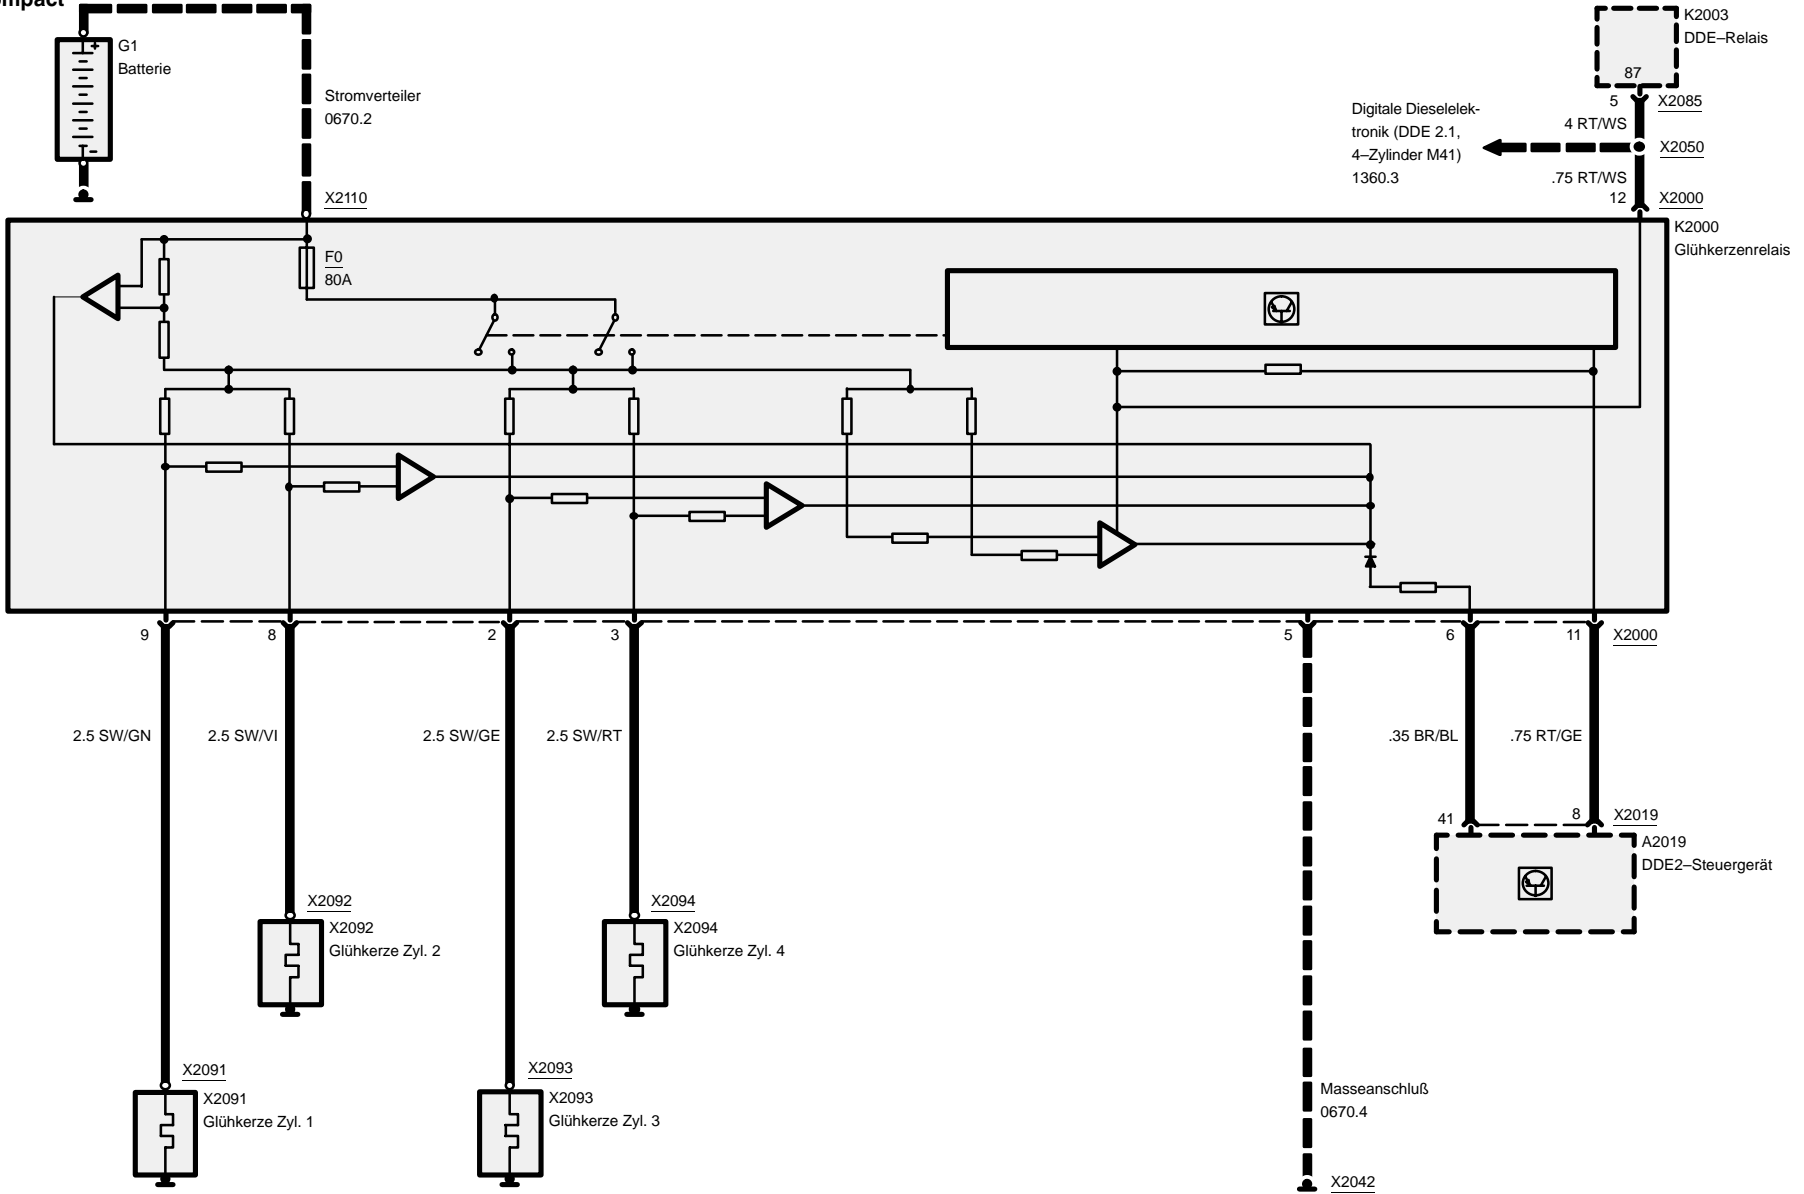 G1
Batterie
Stromverteiler
0670.2
X2110
K2003
DDE–Relais
87
5 X2085
4 RT/WS
X2050
.75 RT/WS
12 X2000
Digitale Dieselelek-
tronik (DDE 2.1,
4–Zylinder M41)
1360.3
K2000
Glühkerzenrelais
F0
80A
+
-
9 8 2 3 5 6 11 X2000
2.5 SW/GN 2.5 SW/VI 2.5 SW/GE 2.5 SW/RT .35 BR/BL .75 RT/GE
41 8 X2019
A2019
DDE2–Steuergerät
X2092
X2092
Glühkerze Zyl. 2
X2094
X2094
Glühkerze Zyl. 4
X2091
X2091
Glühkerze Zyl. 1
X2093
X2093
Glühkerze Zyl. 3
Masseanschluß
0670.4
X2042